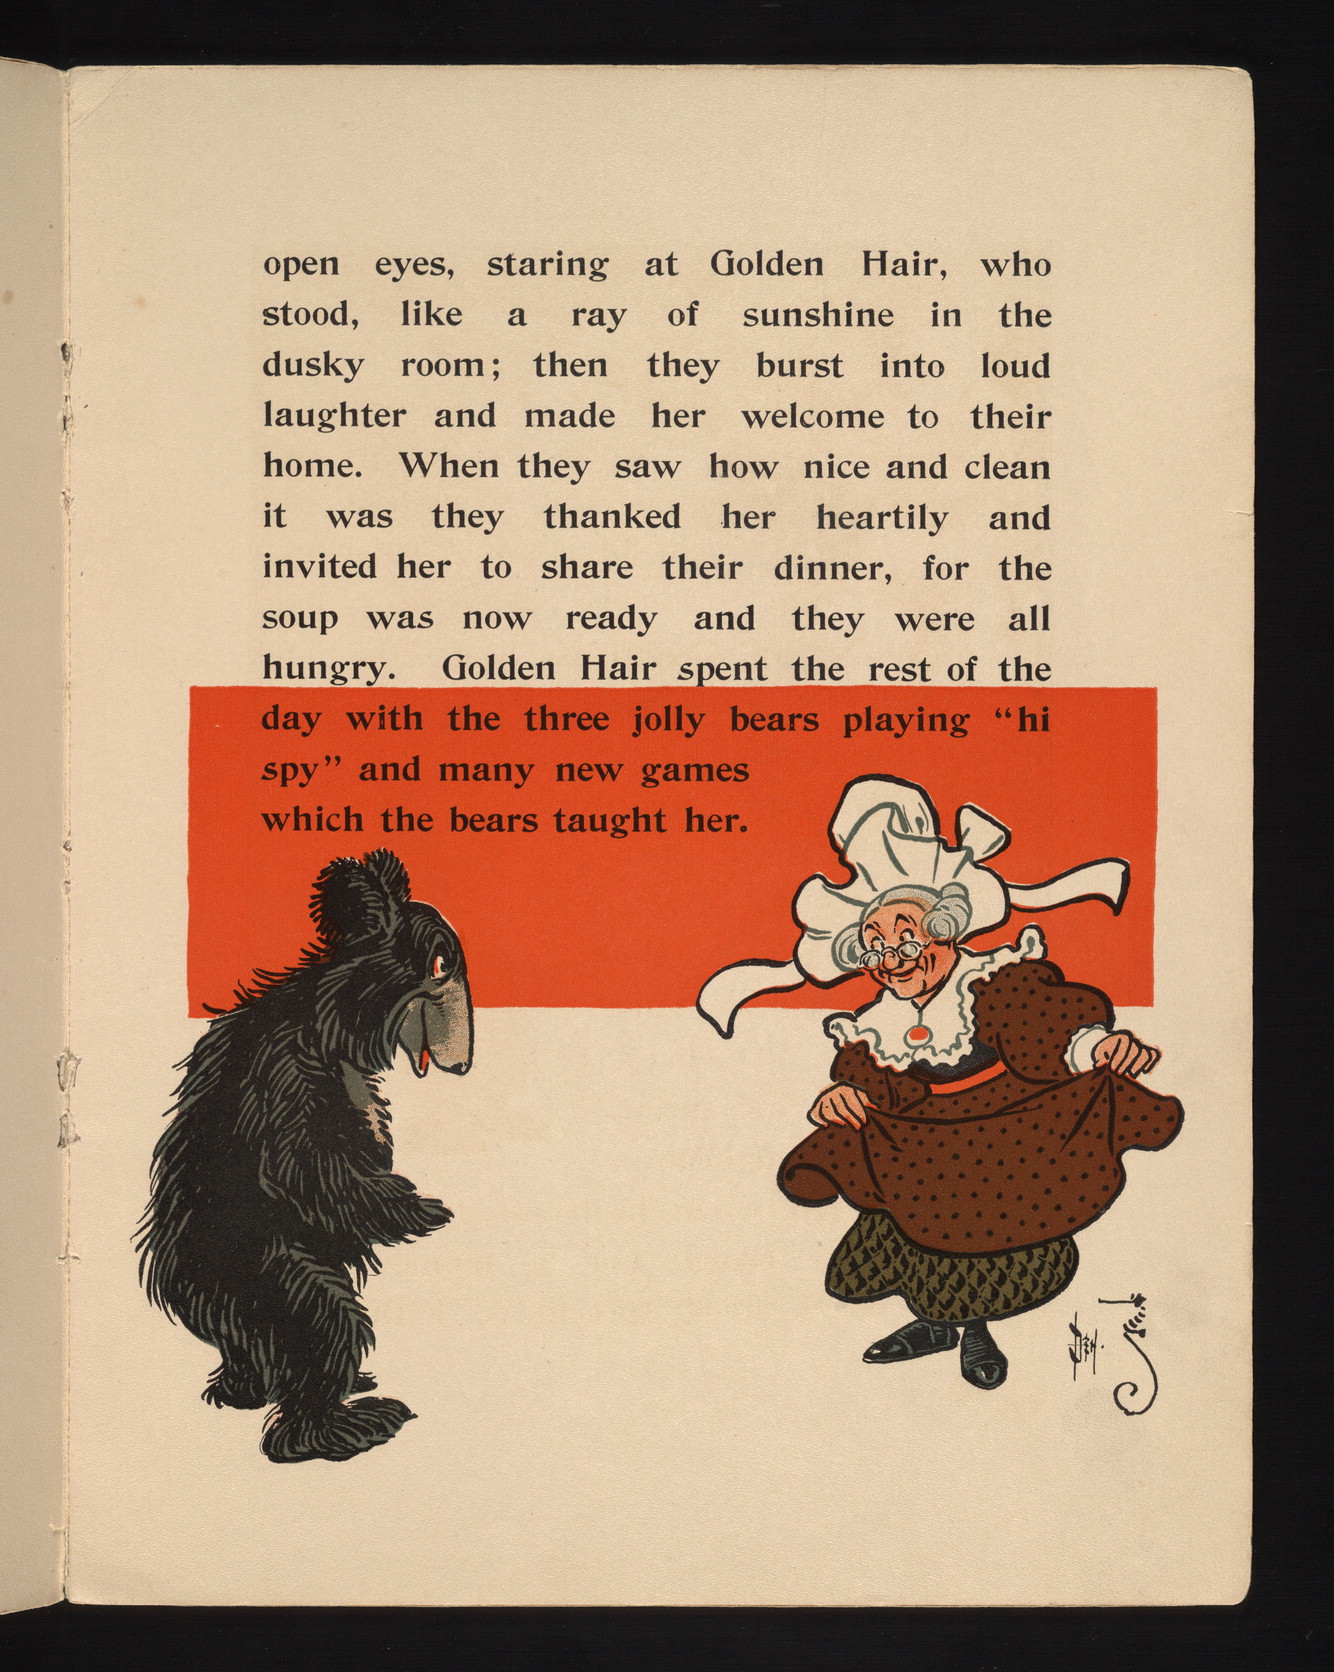 open eyes, staring at Golden Hair, who
stood, like a ray of sunshine in the
dusky room; then they burst into loud
laughter and made her welcome to their
home. When they saw how nice and clean
it was they thanked her heartily and
invited her to share their dinner, for the
soup was now ready and they were all
hungry. Golden Hair spent the rest of the
day with the three jolly bears playing “hi
spy” and many new games
which the bears taught her.